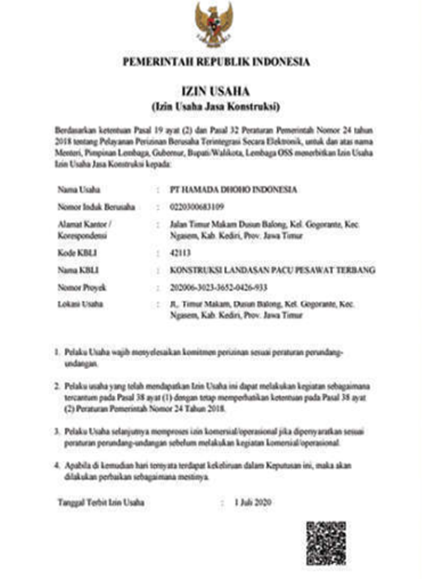 PEMERINTAH REPUBLIK INDONESIA
IZIN USAHA
(Izin Usaha Jasa Konstruksi)
Berdasarkan ketentuan Pasal 19 ayat (2) dan Pasal 32 Peraturan Pemerintah Nomor 24 tahun
2018 tentang Pelayanan Perizinan Berusaha Terintegrasi Secara Elektronik, untuk dan atas nama
Menteri, Pimpinan Lembaga, Gubernur, Bupati/Walikota, Lembaga OSS menerbitkan Izin Usaha
Izin Usaha Jasa Konstruksi kepada:
Nama Usaha : PT HAMADA DHOHO INDONESIA
Nomor Induk Berusaha : 0220300683109
Alamat Kantor / : Jalan Timur Makam Dusun Balong, Kel. Gogorante, Kec.
Korespondensi Ngasem, Kab. Kediri, Prov. Jawa Timur
Kode KBLI : 42113
Nama KBLI : KONSTRUKSI LANDASAN PACU PESAWAT TERBANG
Nomor Proyek : 202006-3023-3652-0426-933
Lokasi Usaha : JL. Timur Makam, Dusun Balong, Kel. Gogorante, Kec.
Ngasem, Kab. Kediri, Prov. Jawa Timur
1. Pelaku Usaha wajib menyelesaikan komitmen perizinan sesuai peraturan perundang-
undangan.
2. Pelaku usaha yang telah mendapatkan Izin Usaha ini dapat melakukan kegiatan sebagaimana
tercantum pada Pasal 38 ayat (1) dengan tetap memperhatikan ketentuan pada Pasal 38 ayat
(2) Peraturan Pemerintah Nomor 24 Tahun 2018.
3. Pelaku Usaha selanjutnya memproses izin komersial/operasional jika dipersyaratkan sesuai
peraturan perundang-undangan sebelum melakukan kegiatan komersial/operasional.
4. Apabila di kemudian hari ternyata terdapat kekeliruan dalam Keputusan ini, maka akan
dilakukan perbaikan sebagaimana mestinya.
Tanggal Terbit Izin Usaha : 1 Juli 2020